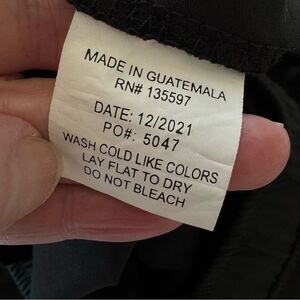 MADE IN GUATEMALA
RN# 135597
DATE: 12/2021
PO#: 5047
WASH COLD LIKE COLORS
LAY FLAT TO DRY
DO NOT BLEACH